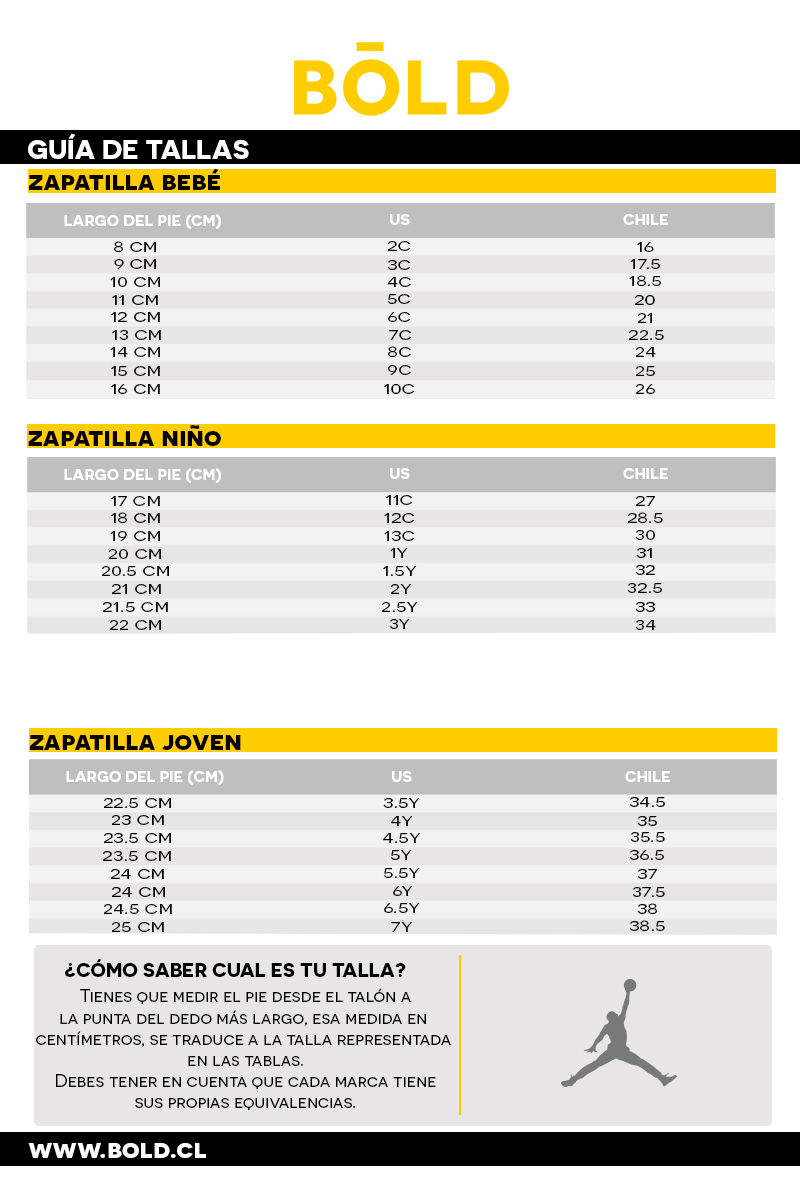 BŌLD
GUÍA DE TALLAS
ZAPATILLA BEBÉ
LARGO DEL PIE (CM) US CHILE
8 CM 2C 16
9 CM 3C 17.5
10 CM 4C 18.5
11 CM 5C 20
12 CM 6C 21
13 CM 7C 22.5
14 CM 8C 24
15 CM 9C 25
16 CM 10C 26
ZAPATILLA NIÑO
LARGO DEL PIE (CM) US CHILE
17 CM 11C 27
18 CM 12C 28.5
19 CM 13C 30
20 CM 1Y 31
20.5 CM 1.5Y 32
21 CM 2Y 32.5
21.5 CM 2.5Y 33
22 CM 3Y 34
ZAPATILLA JOVEN
LARGO DEL PIE (CM) US CHILE
22.5 CM 3.5Y 34.5
23 CM 4Y 35
23.5 CM 4.5Y 35.5
23.5 CM 5Y 36.5
24 CM 5.5Y 37
24 CM 6Y 37.5
24.5 CM 6.5Y 38
25 CM 7Y 38.5
¿CÓMO SABER CUAL ES TU TALLA?
TIENES QUE MEDIR EL PIE DESDE EL TALÓN A
LA PUNTA DEL DEDO MÁS LARGO, ESA MEDIDA EN
CENTÍMETROS, SE TRADUCE A LA TALLA REPRESENTADA
EN LAS TABLAS.
DEBES TENER EN CUENTA QUE CADA MARCA TIENE
SUS PROPIAS EQUIVALENCIAS.
WWW.BOLD.CL